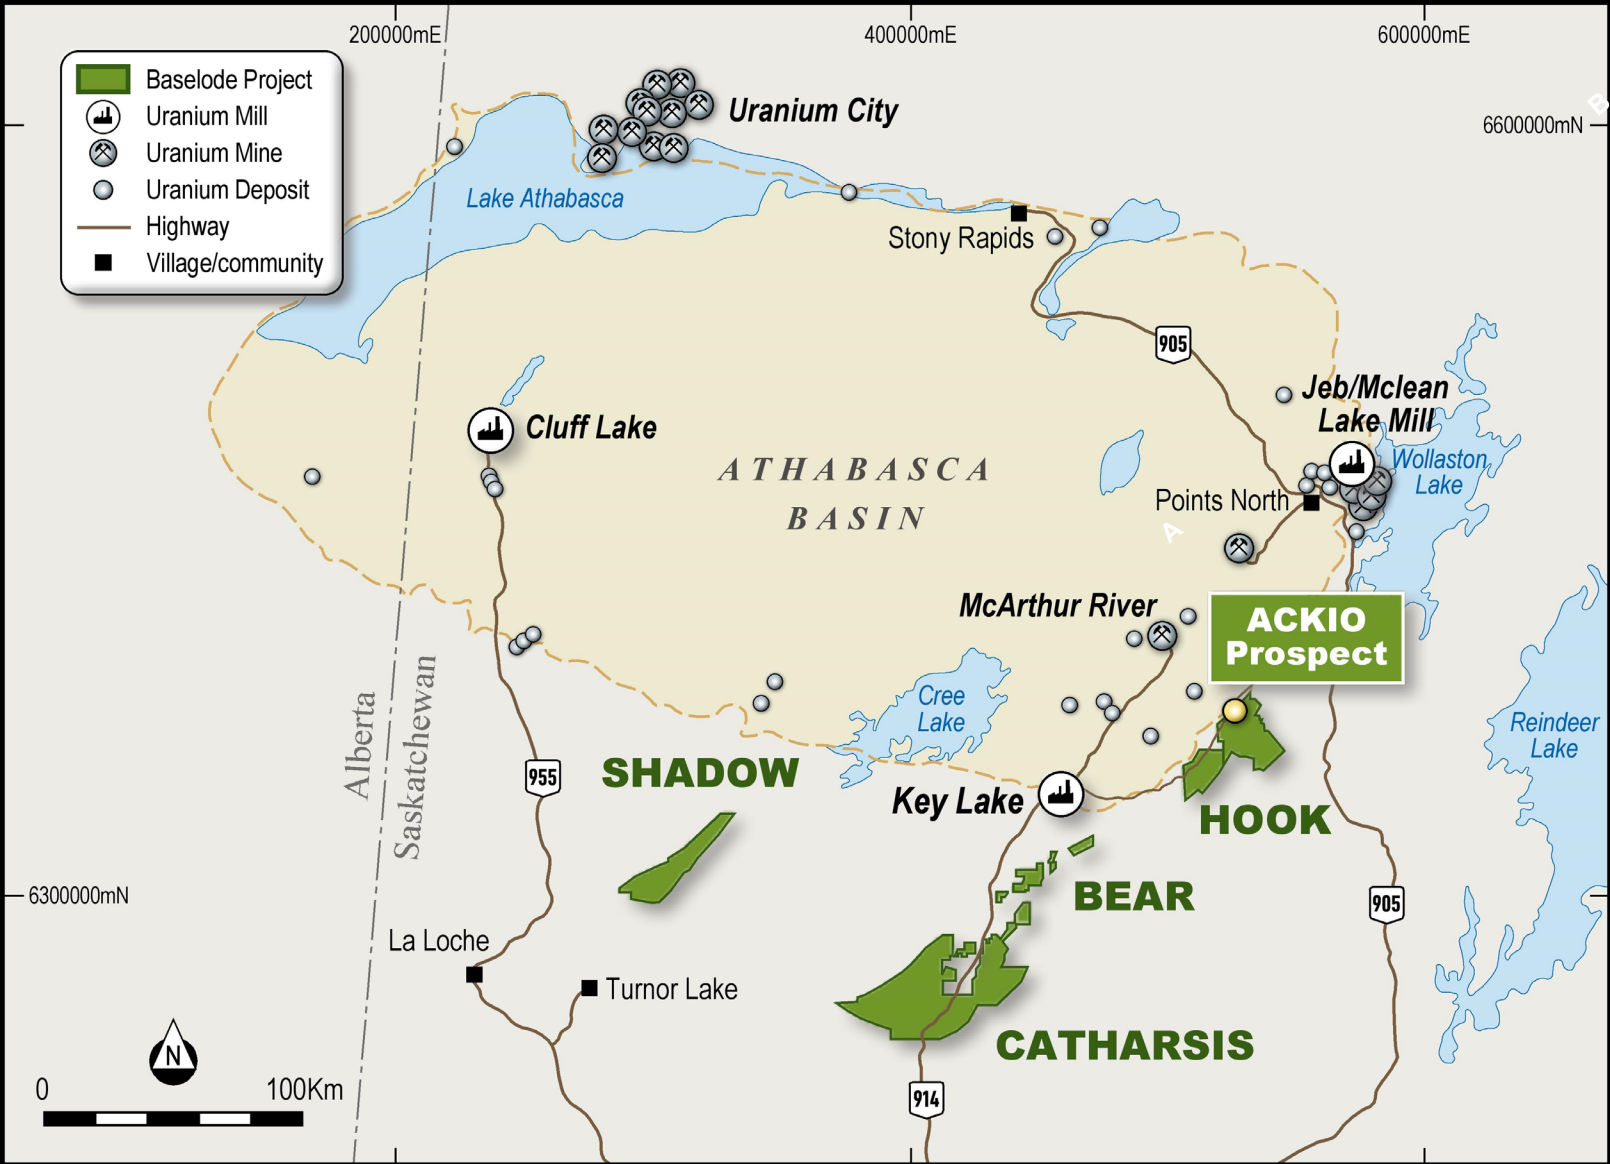 200000mE
400000mE
600000mE
Baselode Project
Uranium Mill
Uranium Mine
Uranium Deposit
Highway
Village/community
B
6600000mN
Uranium City
Lake Athabasca
Stony Rapids
905
Jeb/Mclean
Lake Mill
Cluff Lake
Wollaston
Lake
ATHABASCA
BASIN
Points North
A
McArthur River
ACKIO
Prospect
Cree
Lake
Reindeer
Lake
Alberta
Saskatchewan
955
SHADOW
Key Lake
HOOK
BEAR
6300000mN
905
La Loche
Turnor Lake
CATHARSIS
N
0
100Km
914